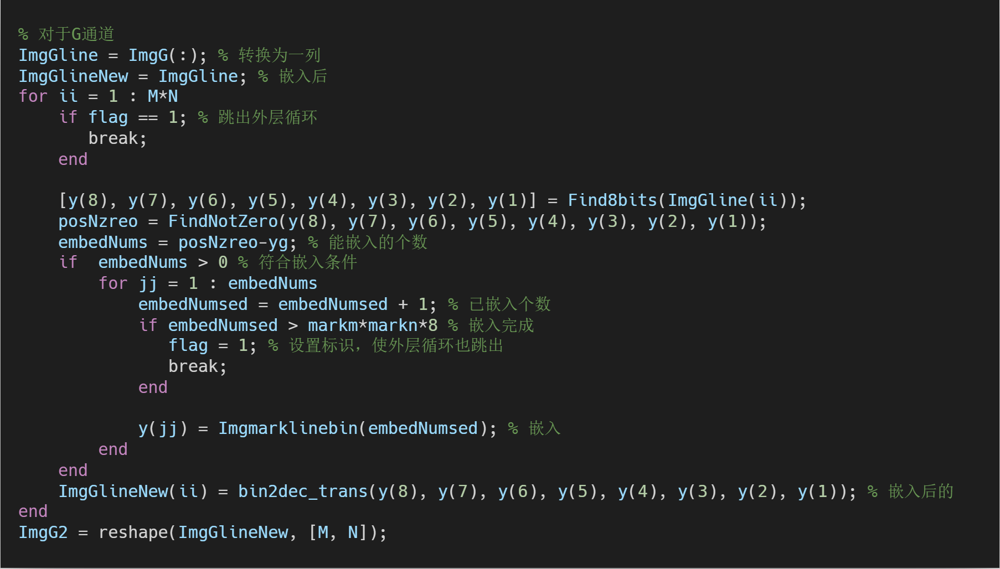 % 对于G通道
ImgGline = ImgG(:); % 转换为一列
ImgGlineNew = ImgGline; % 嵌入后
for ii = 1 : M*N
    if flag == 1; % 跳出外层循环
       break;
    end
    [y(8), y(7), y(6), y(5), y(4), y(3), y(2), y(1)] = Find8bits(ImgGline(ii));
    posNzreo = FindNotZero(y(8), y(7), y(6), y(5), y(4), y(3), y(2), y(1));
    embedNums = posNzreo-yg; % 能嵌入的个数
    if  embedNums > 0 % 符合嵌入条件
        for jj = 1 : embedNums
            embedNumsed = embedNumsed + 1; % 已嵌入个数
            if embedNumsed > markm*markn*8 % 嵌入完成
               flag = 1; % 设置标识，使外层循环也跳出
               break;
            end
            y(jj) = Imgmarklinebin(embedNumsed); % 嵌入
        end
    end
    ImgGlineNew(ii) = bin2dec_trans(y(8), y(7), y(6), y(5), y(4), y(3), y(2), y(1)); % 嵌入后的
end
ImgG2 = reshape(ImgGlineNew, [M, N]);